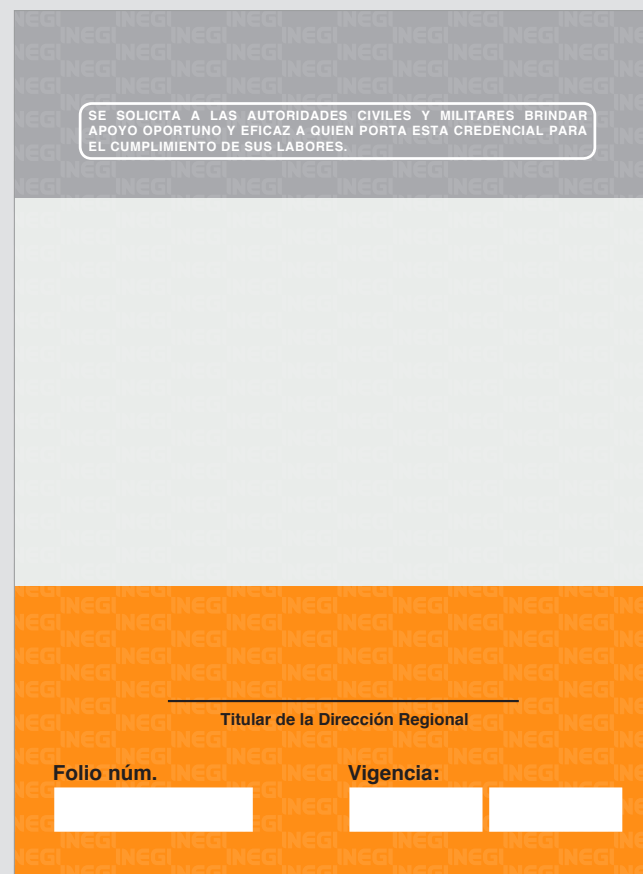 SE SOLICITA A LAS AUTORIDADES CIVILES Y MILITARES BRINDAR
APOYO OPORTUNO Y EFICAZ A QUIEN PORTA ESTA CREDENCIAL PARA
EL CUMPLIMIENTO DE SUS LABORES.
Titular de la Dirección Regional
Folio núm.
Vigencia: